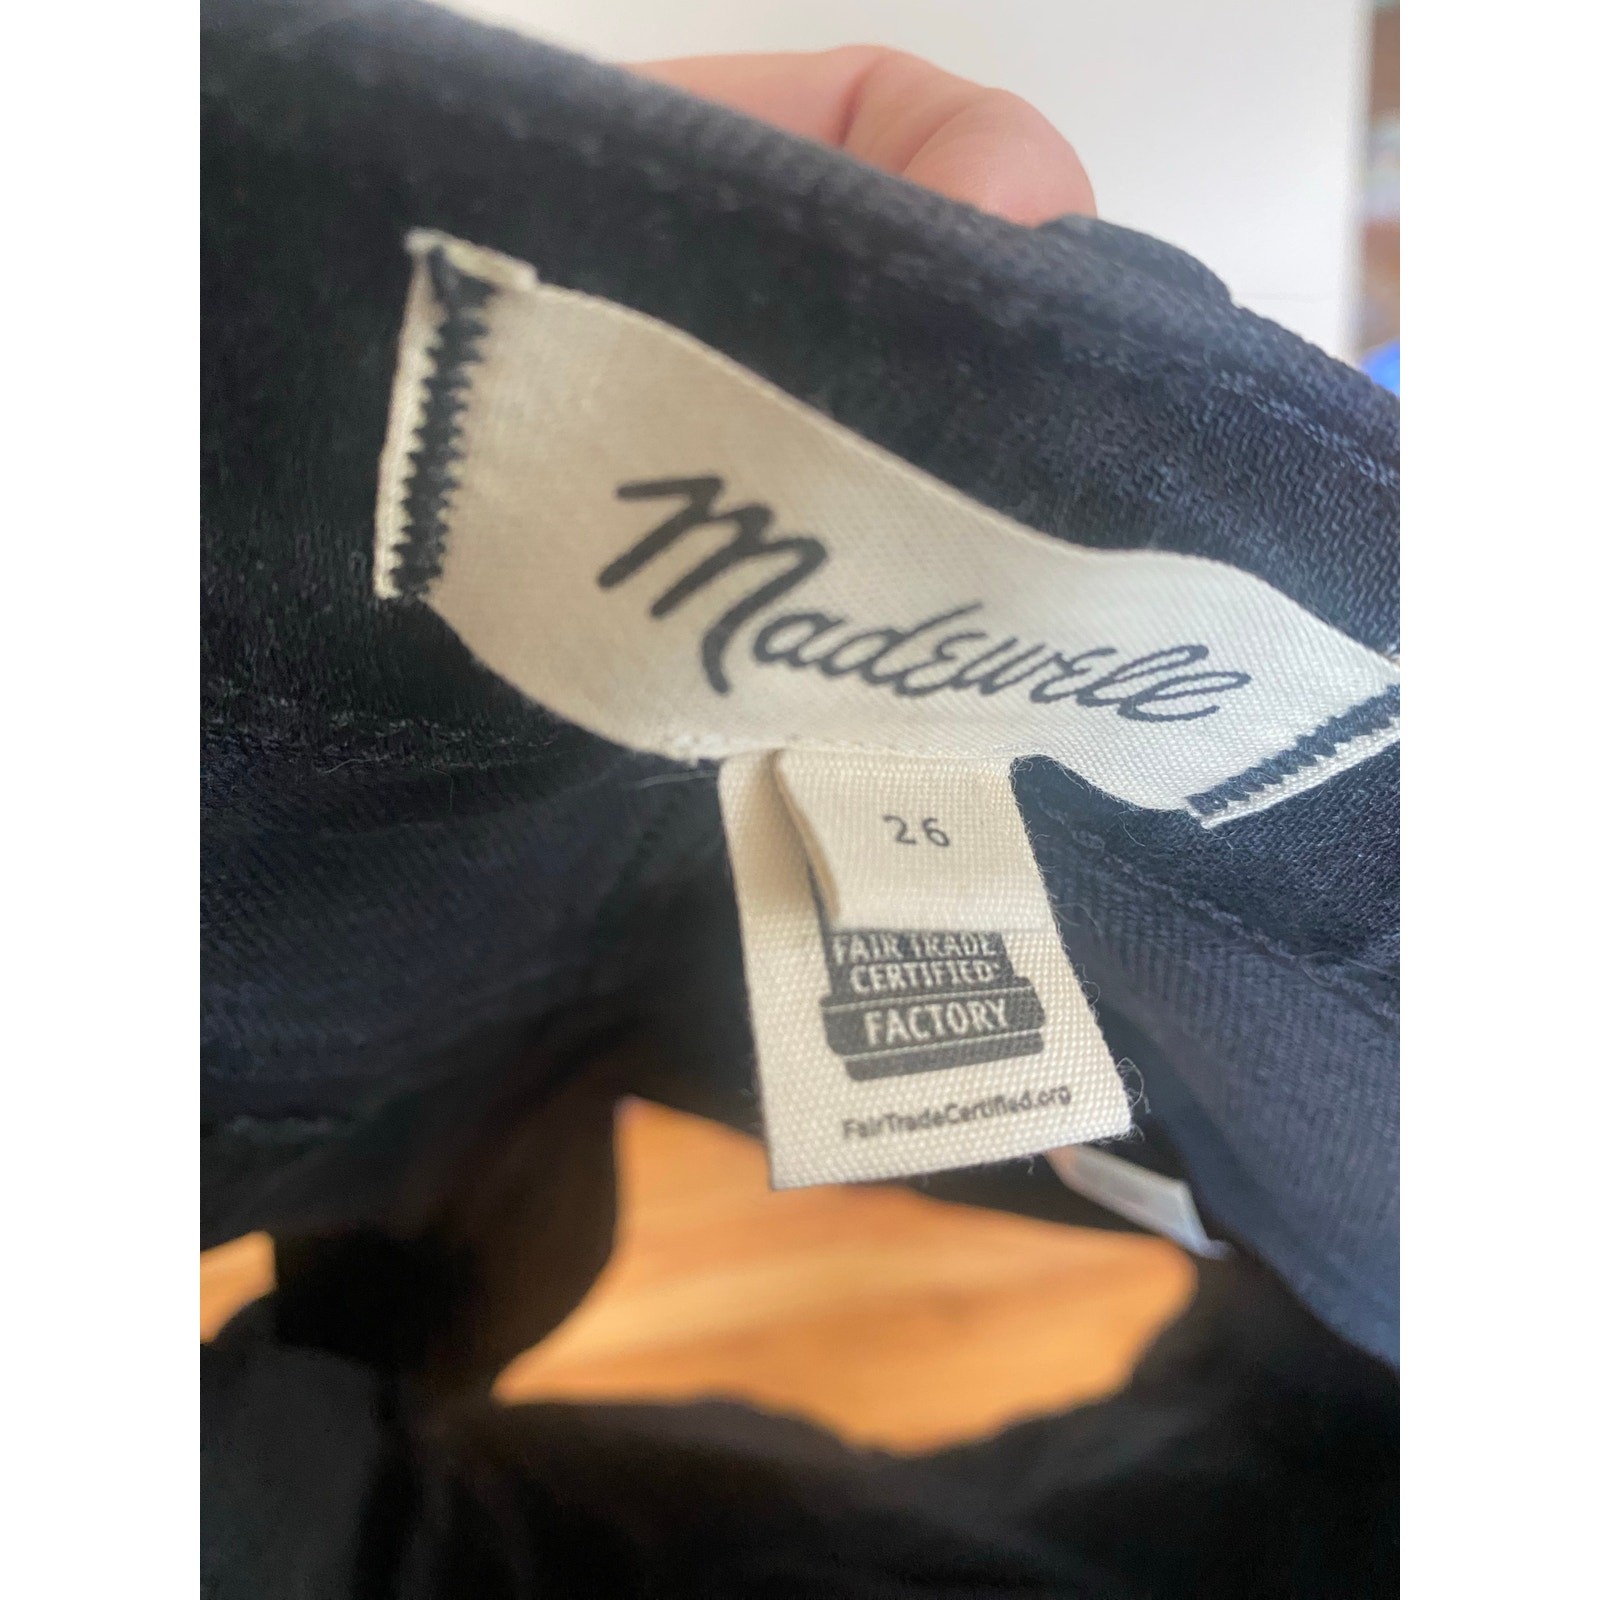 Madewell
26
FAIR TRADE
CERTIFIED
FACTORY
FairTradeCertified.org